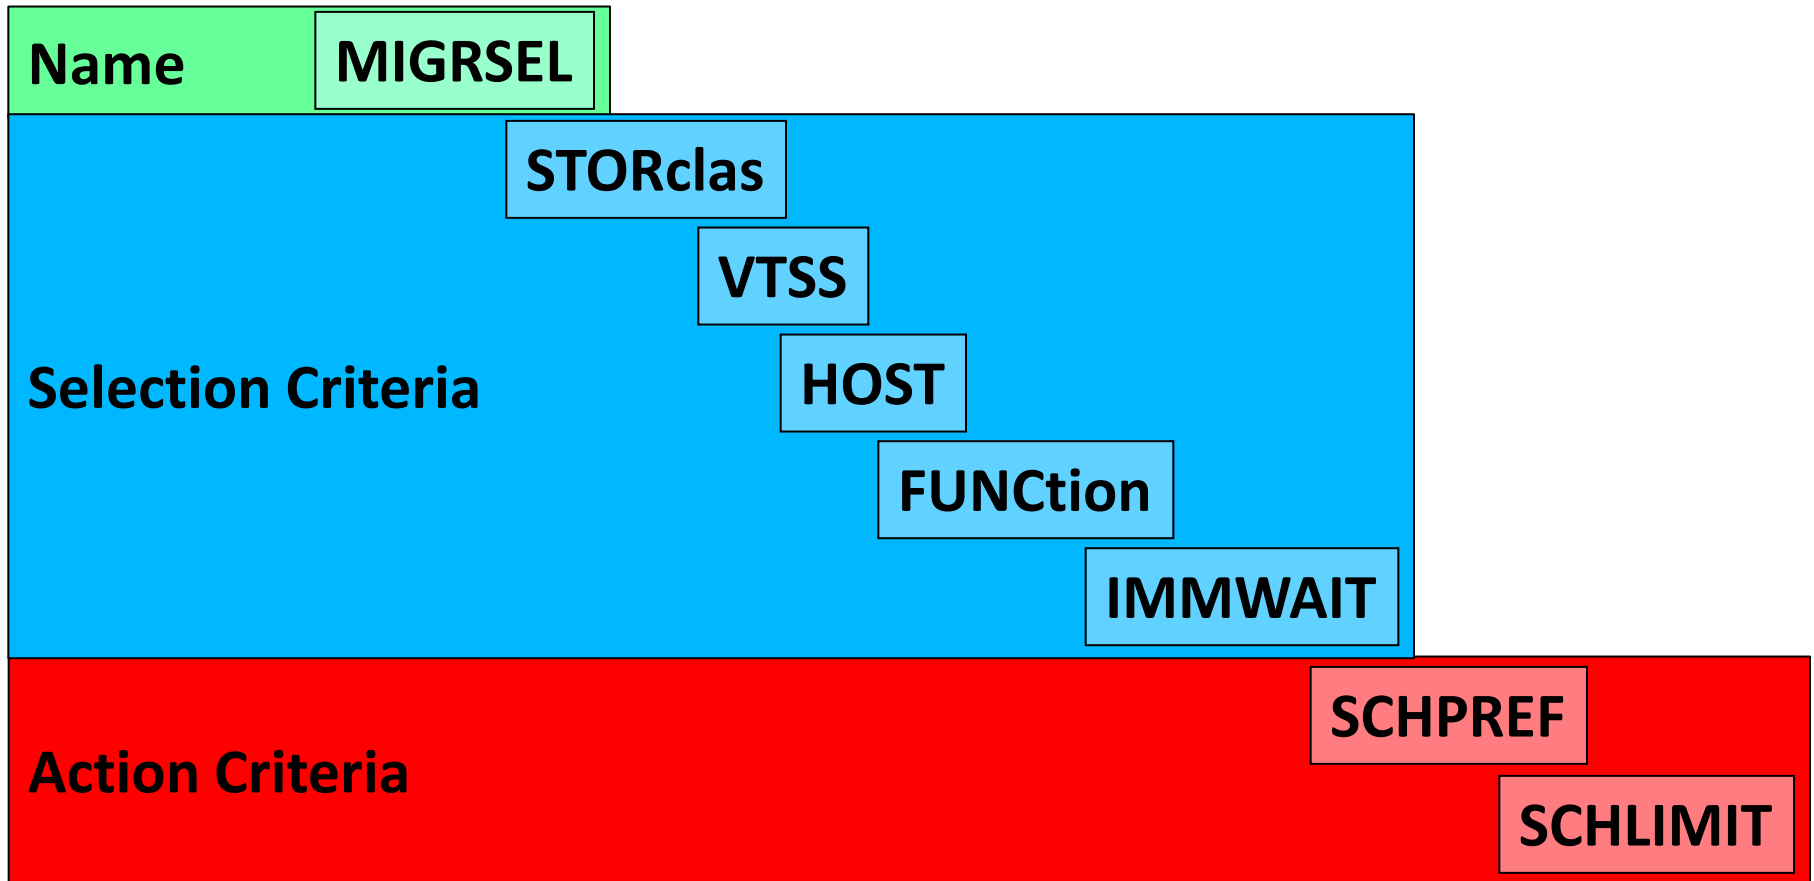 Name
MIGRSEL
STORclas
VTSS
HOST
Selection Criteria
FUNCtion
IMMWAIT
SCHPREF
Action Criteria
SCHLIMIT